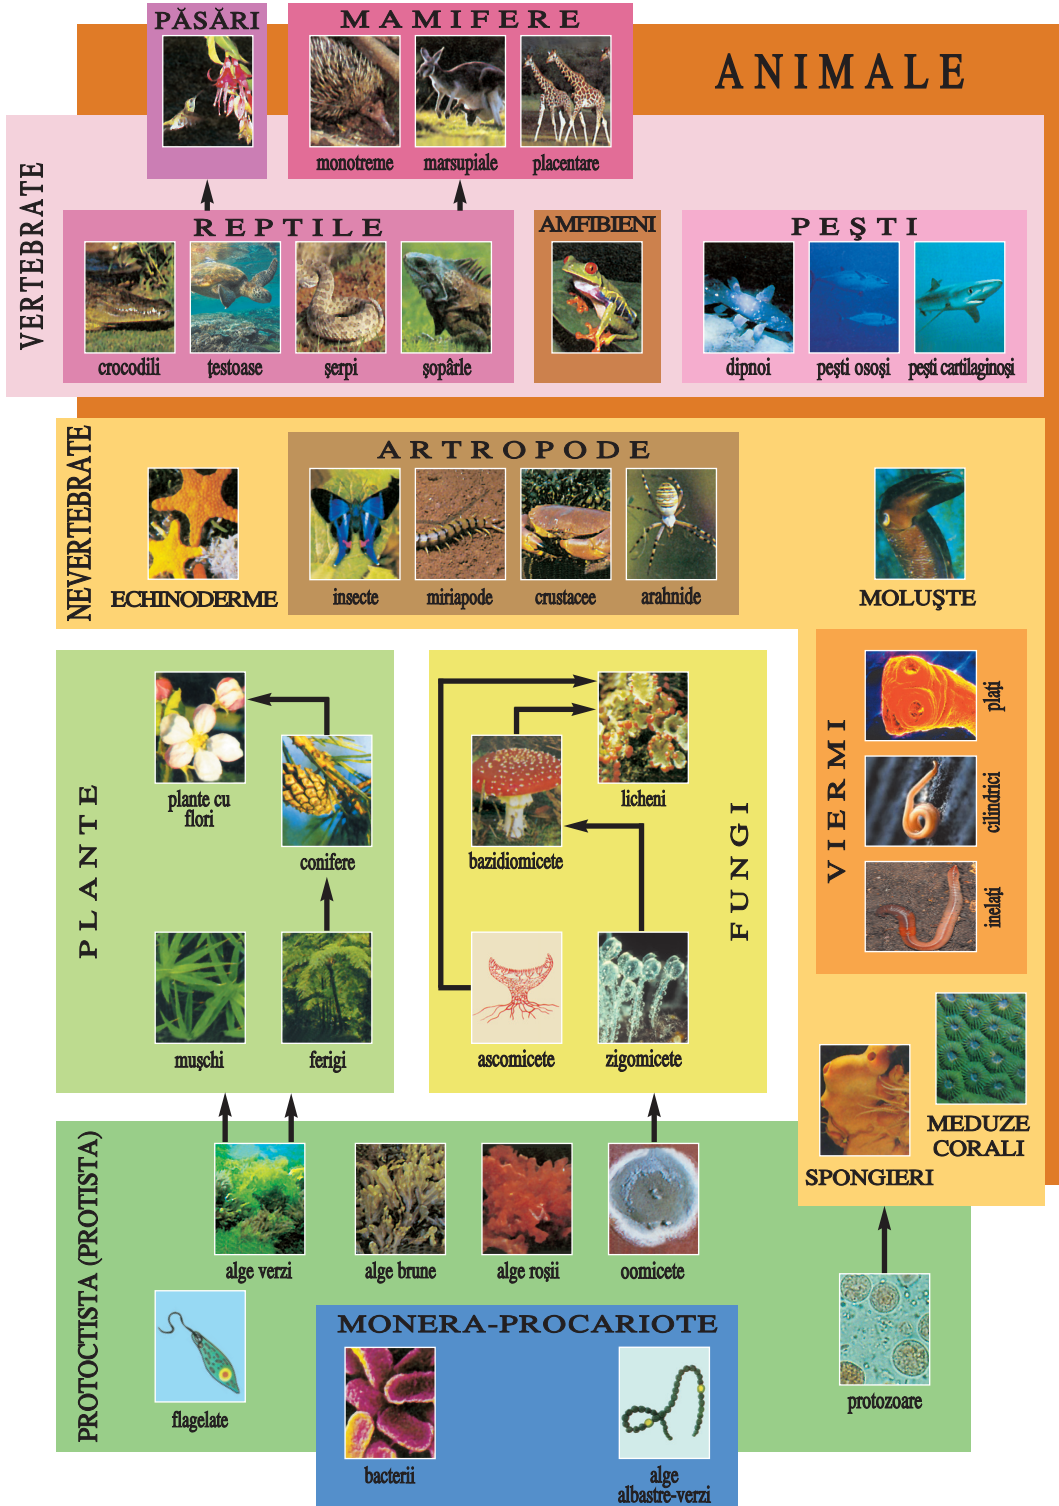 PĂSĂRI
MAMIFERE
ANIMALE
monotreme
marsupiale
placentare
VERTEBRATE
REPTILE
AMFIBIENI
PEŞTI
crocodili
ţestoase
şerpi
şopârle
dipnoi
peşti osoşi
peşti cartilaginoşi
NEVERTEBRATE
ARTROPODE
ECHINODERME
insecte
miriapode
crustacee
arahnide
MOLUŞTE
PLANTE
plante cu
flori
conifere
muşchi
ferigi
FUNGI
licheni
bazidiomicete
ascomicete
zigomicete
VIERMI
plaţi
cilindrici
inelaţi
MEDUZE
CORALI
SPONGIERI
PROTOCTISTA (PROTISTA)
alge verzi
alge brune
alge roşii
oomicete
flagelate
protozoare
MONERA-PROCARIOTE
bacterii
alge
albastre-verzi